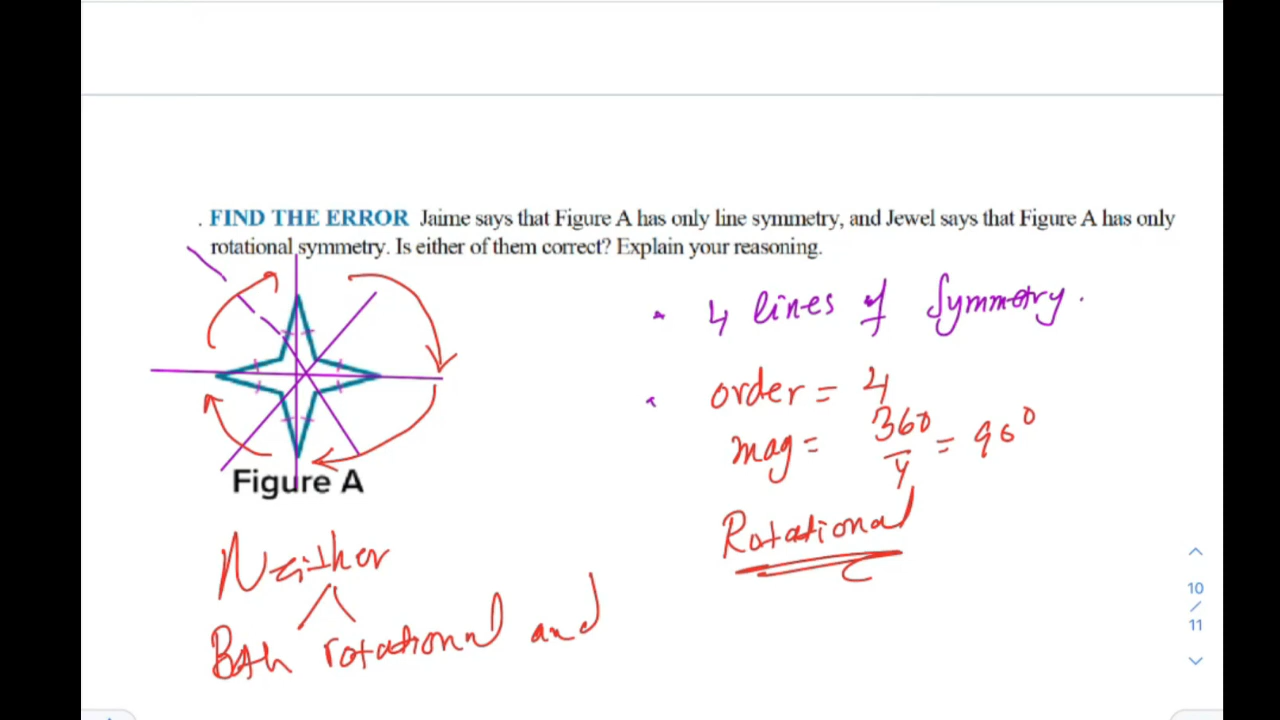 . FIND THE ERROR Jaime says that Figure A has only line symmetry, and Jewel says that Figure A has only
rotational symmetry. Is either of them correct? Explain your reasoning.
• 4 lines of Symmetry.
• order = 4
mag = 360/4 = 90°
Rotational
Figure A
Neither
Both rotational and
10
/
11